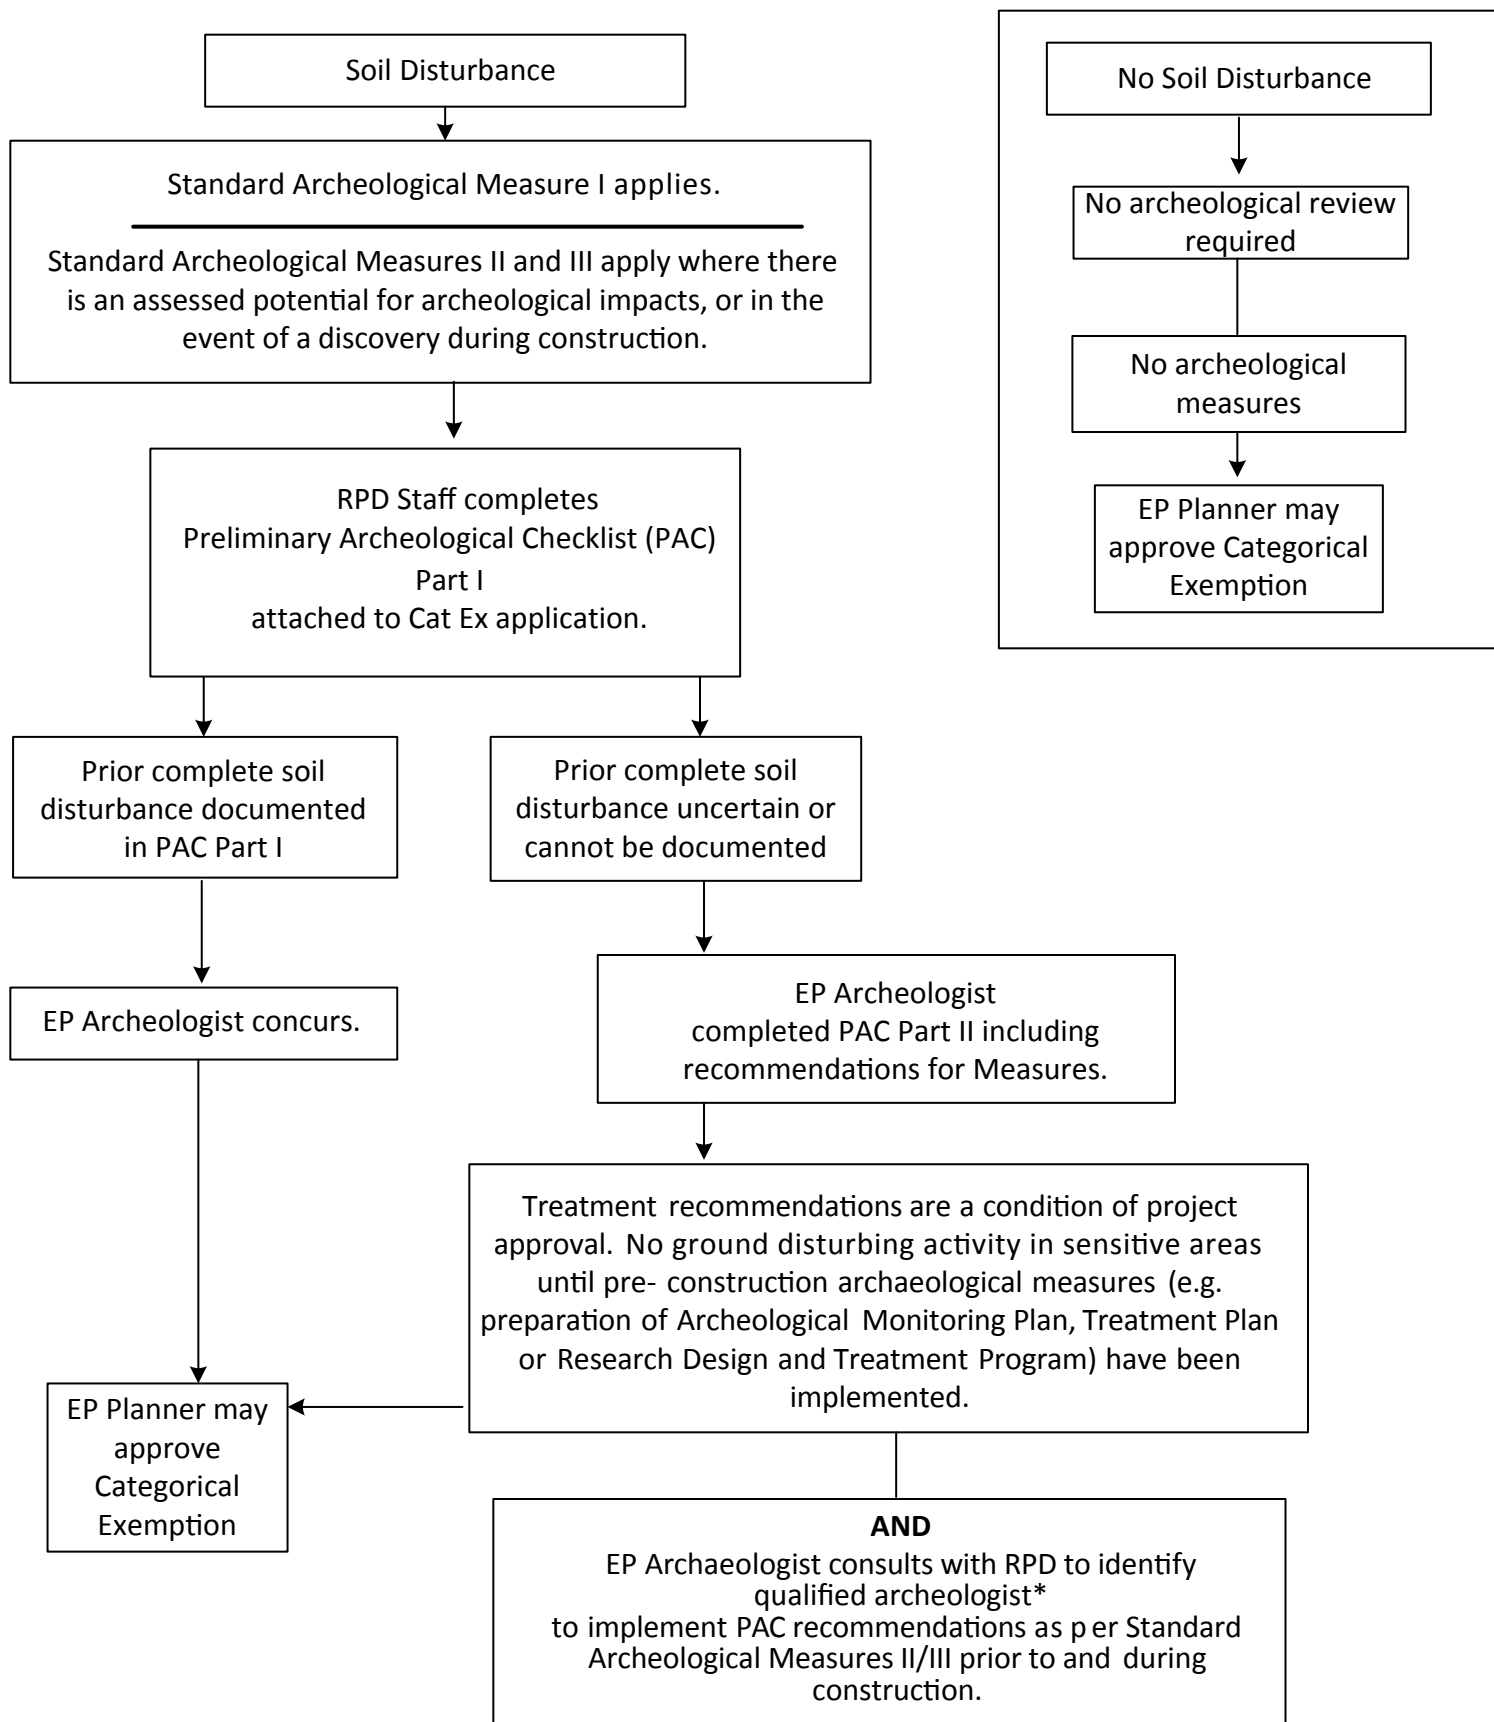 Soil Disturbance
Standard Archeological Measure I applies.
Standard Archeological Measures II and III apply where there
is an assessed potential for archeological impacts, or in the
event of a discovery during construction.
RPD Staff completes
Preliminary Archeological Checklist (PAC)
Part I
attached to Cat Ex application.
Prior complete soil
disturbance documented
in PAC Part I
Prior complete soil
disturbance uncertain or
cannot be documented
EP Archeologist concurs.
EP Archeologist
completed PAC Part II including
recommendations for Measures.
Treatment recommendations are a condition of project
approval. No ground disturbing activity in sensitive areas
until pre- construction archaeological measures (e.g.
preparation of Archeological Monitoring Plan, Treatment Plan
or Research Design and Treatment Program) have been
implemented.
EP Planner may
approve
Categorical
Exemption
AND
EP Archaeologist consults with RPD to identify
qualified archeologist*
to implement PAC recommendations as per Standard
Archeological Measures II/III prior to and during
construction.
No Soil Disturbance
No archeological review
required
No archeological
measures
EP Planner may
approve Categorical
Exemption